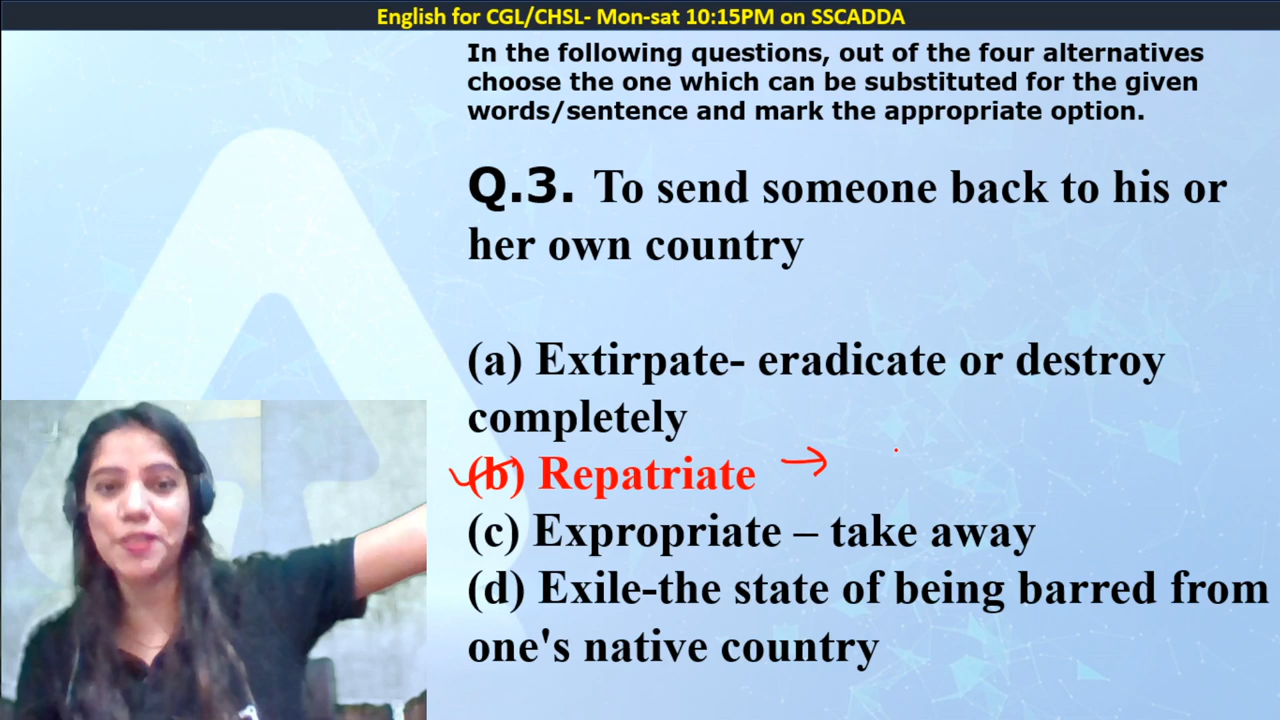 English for CGL/CHSL- Mon-sat 10:15PM on SSCADDA
In the following questions, out of the four alternatives
choose the one which can be substituted for the given
words/sentence and mark the appropriate option.
Q.3. To send someone back to his or
her own country
(a) Extirpate- eradicate or destroy
completely
(b) Repatriate
(c) Expropriate – take away
(d) Exile-the state of being barred from
one's native country